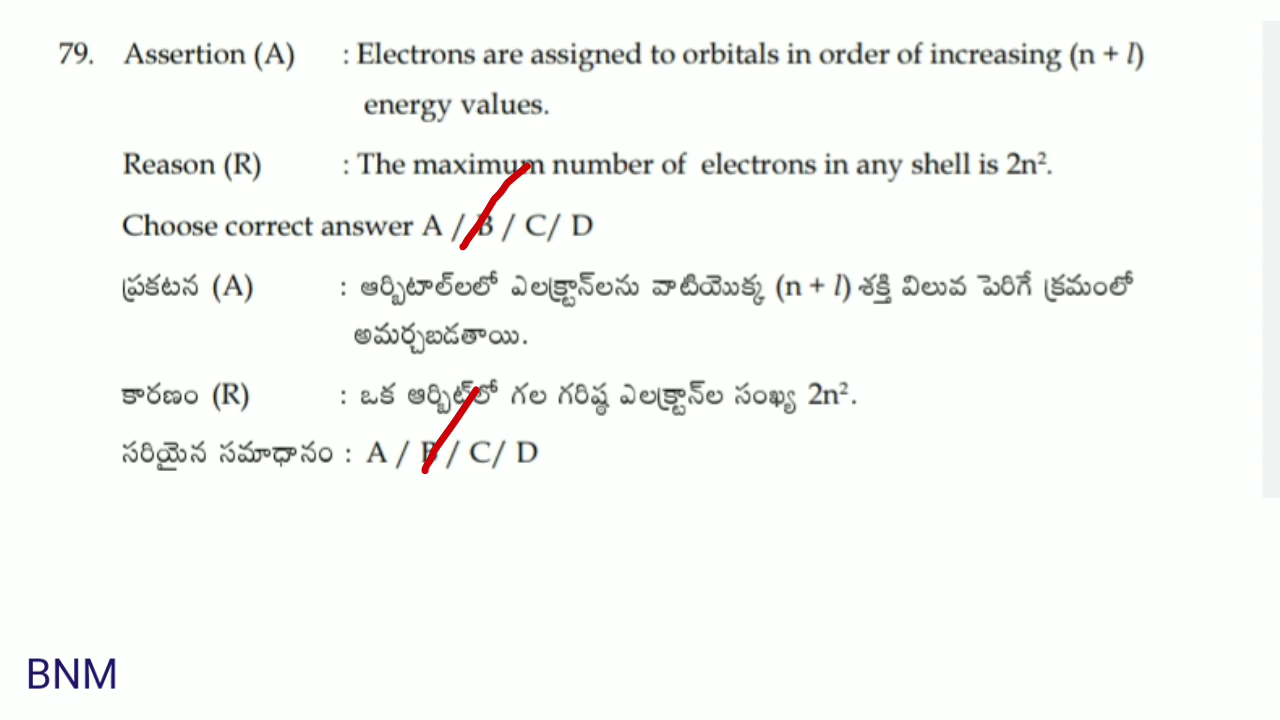 79. Assertion (A) : Electrons are assigned to orbitals in order of increasing (n + l)
energy values.
Reason (R) : The maximum number of electrons in any shell is 2n².
Choose correct answer A / B / C/ D
ప్రకటన (A) : ఆర్బిటాల్‌లలో ఎలక్ట్రాన్‌లను వాటియొక్క (n + l) శక్తి విలువ పెరిగే క్రమంలో
అమర్చబడతాయి.
కారణం (R) : ఒక ఆర్బిట్‌లో గల గరిష్ఠ ఎలక్ట్రాన్‌ల సంఖ్య 2n².
సరియైన సమాధానం : A / B / C/ D
BNM